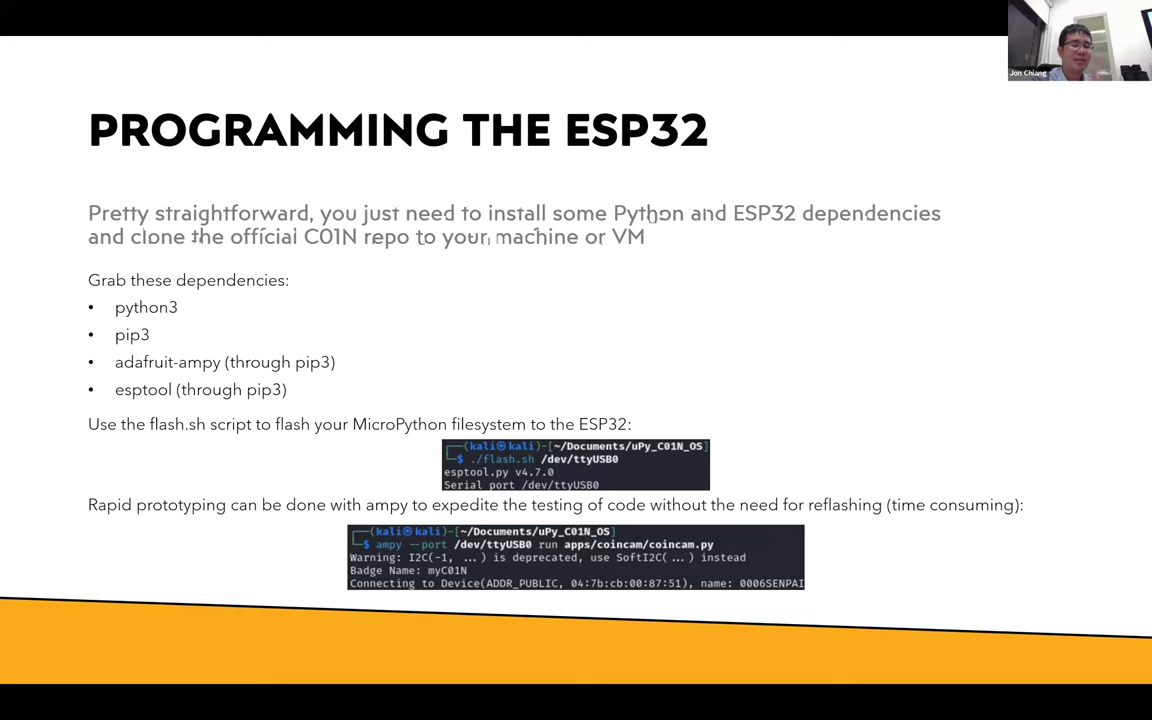 Jon Chiang
PROGRAMMING THE ESP32
Pretty straightforward, you just need to install some Python and ESP32 dependencies
and clone the official C01N repo to your machine or VM
Grab these dependencies:
• python3
• pip3
• adafruit-ampy (through pip3)
• esptool (through pip3)
Use the flash.sh script to flash your MicroPython filesystem to the ESP32:
┌──(kali㉿kali)-[~/Documents/uPy_C01N_OS]
└─$ ./flash.sh /dev/ttyUSB0
esptool.py v4.7.0
Serial port /dev/ttyUSB0
Rapid prototyping can be done with ampy to expedite the testing of code without the need for reflashing (time consuming):
┌──(kali㉿kali)-[~/Documents/uPy_C01N_OS]
└─$ ampy --port /dev/ttyUSB0 run apps/coincam/coincam.py
Warning: I2C(-1, ...) is deprecated, use SoftI2C(...) instead
Badge Name: myC01N
Connecting to Device(ADDR_PUBLIC, 04:7b:cb:00:87:51), name: 0006SENPAI